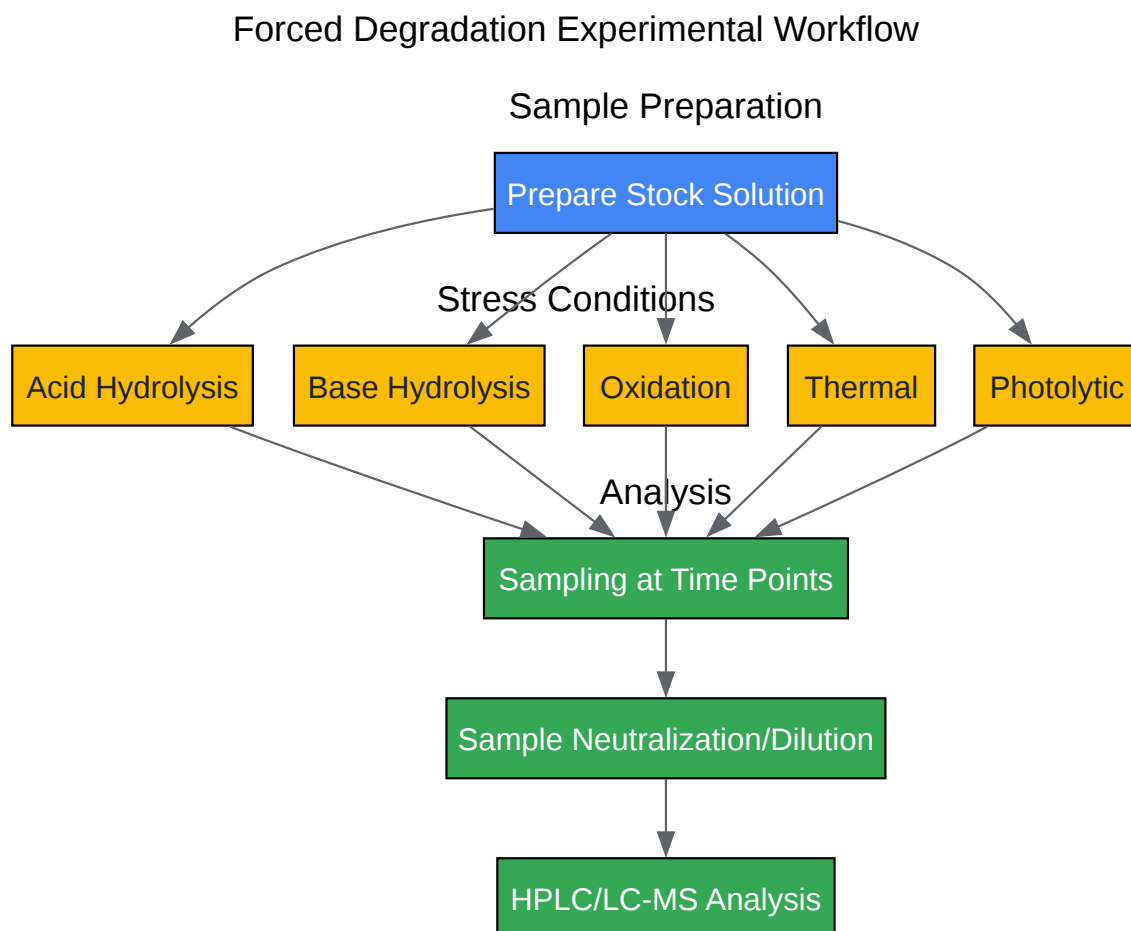 Forced Degradation Experimental Workflow
Sample Preparation
Prepare Stock Solution
Stress Conditions
Acid Hydrolysis
Base Hydrolysis
Oxidation
Thermal
Photolytic
Analysis
Sampling at Time Points
Sample Neutralization/Dilution
HPLC/LC-MS Analysis